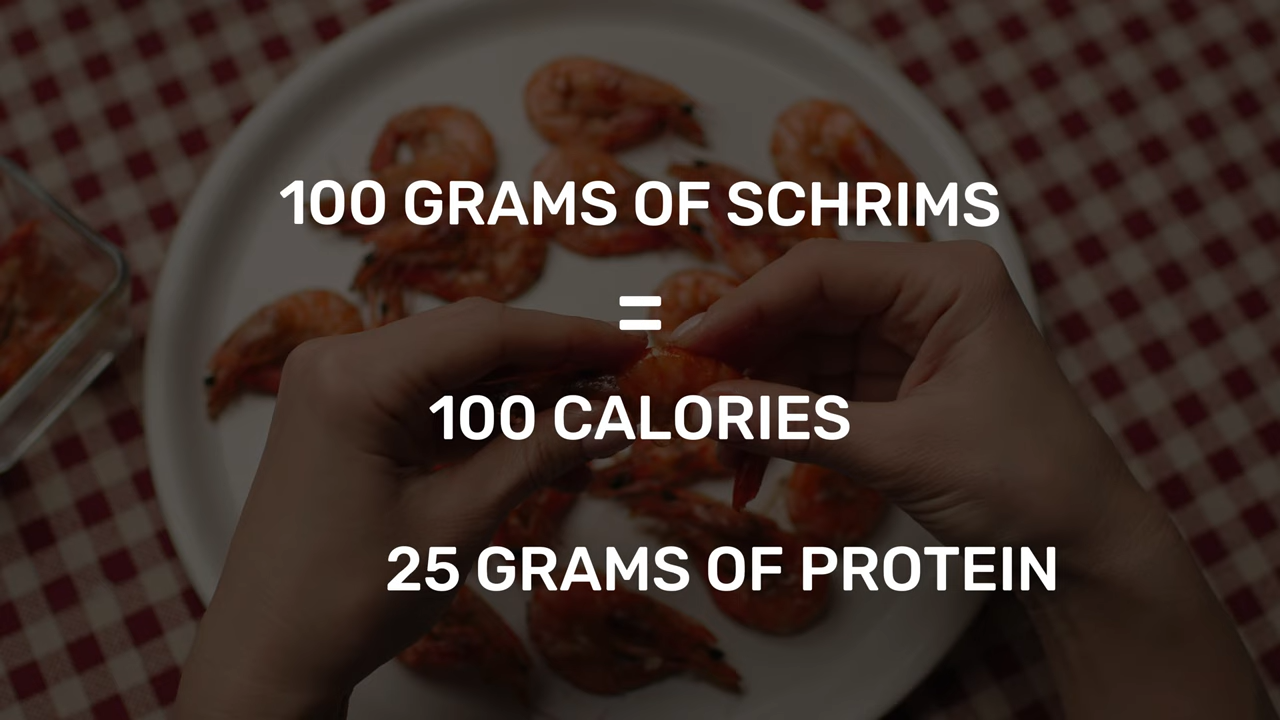 100 GRAMS OF SCHRIMS
=
100 CALORIES
25 GRAMS OF PROTEIN